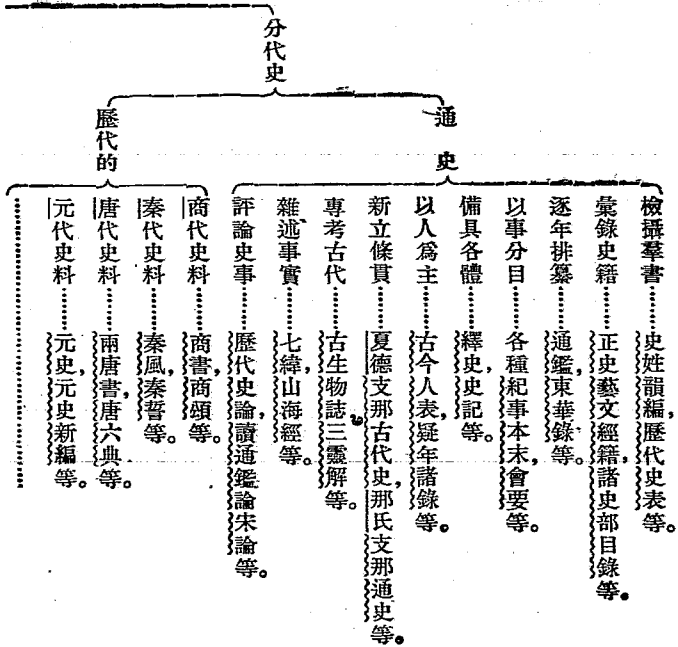 分代史
通史
檢攝羣書……史姓韻編,歷代史表等。
彙錄史籍……正史藝文經籍諸史部目錄等。
逐年排纂……通鑑,東華錄等。
以事分目……各種紀事本末,會要等。
備具各體……繹史,史記等。
以人爲主……古今人表,疑年諸錄等。
新立條貫……夏德支那古代史,那氏支那通史等。
專考古代……古生物誌三靈解等。
雜述事實……七緯,山海經等。
評論史事……歷代史論,讀通鑑論宋論等。
歷代的
商代史料……商書,商頌等。
秦代史料……秦風,秦誓等。
唐代史料……兩唐書,唐六典等。
元代史料……元史,元史新編等。